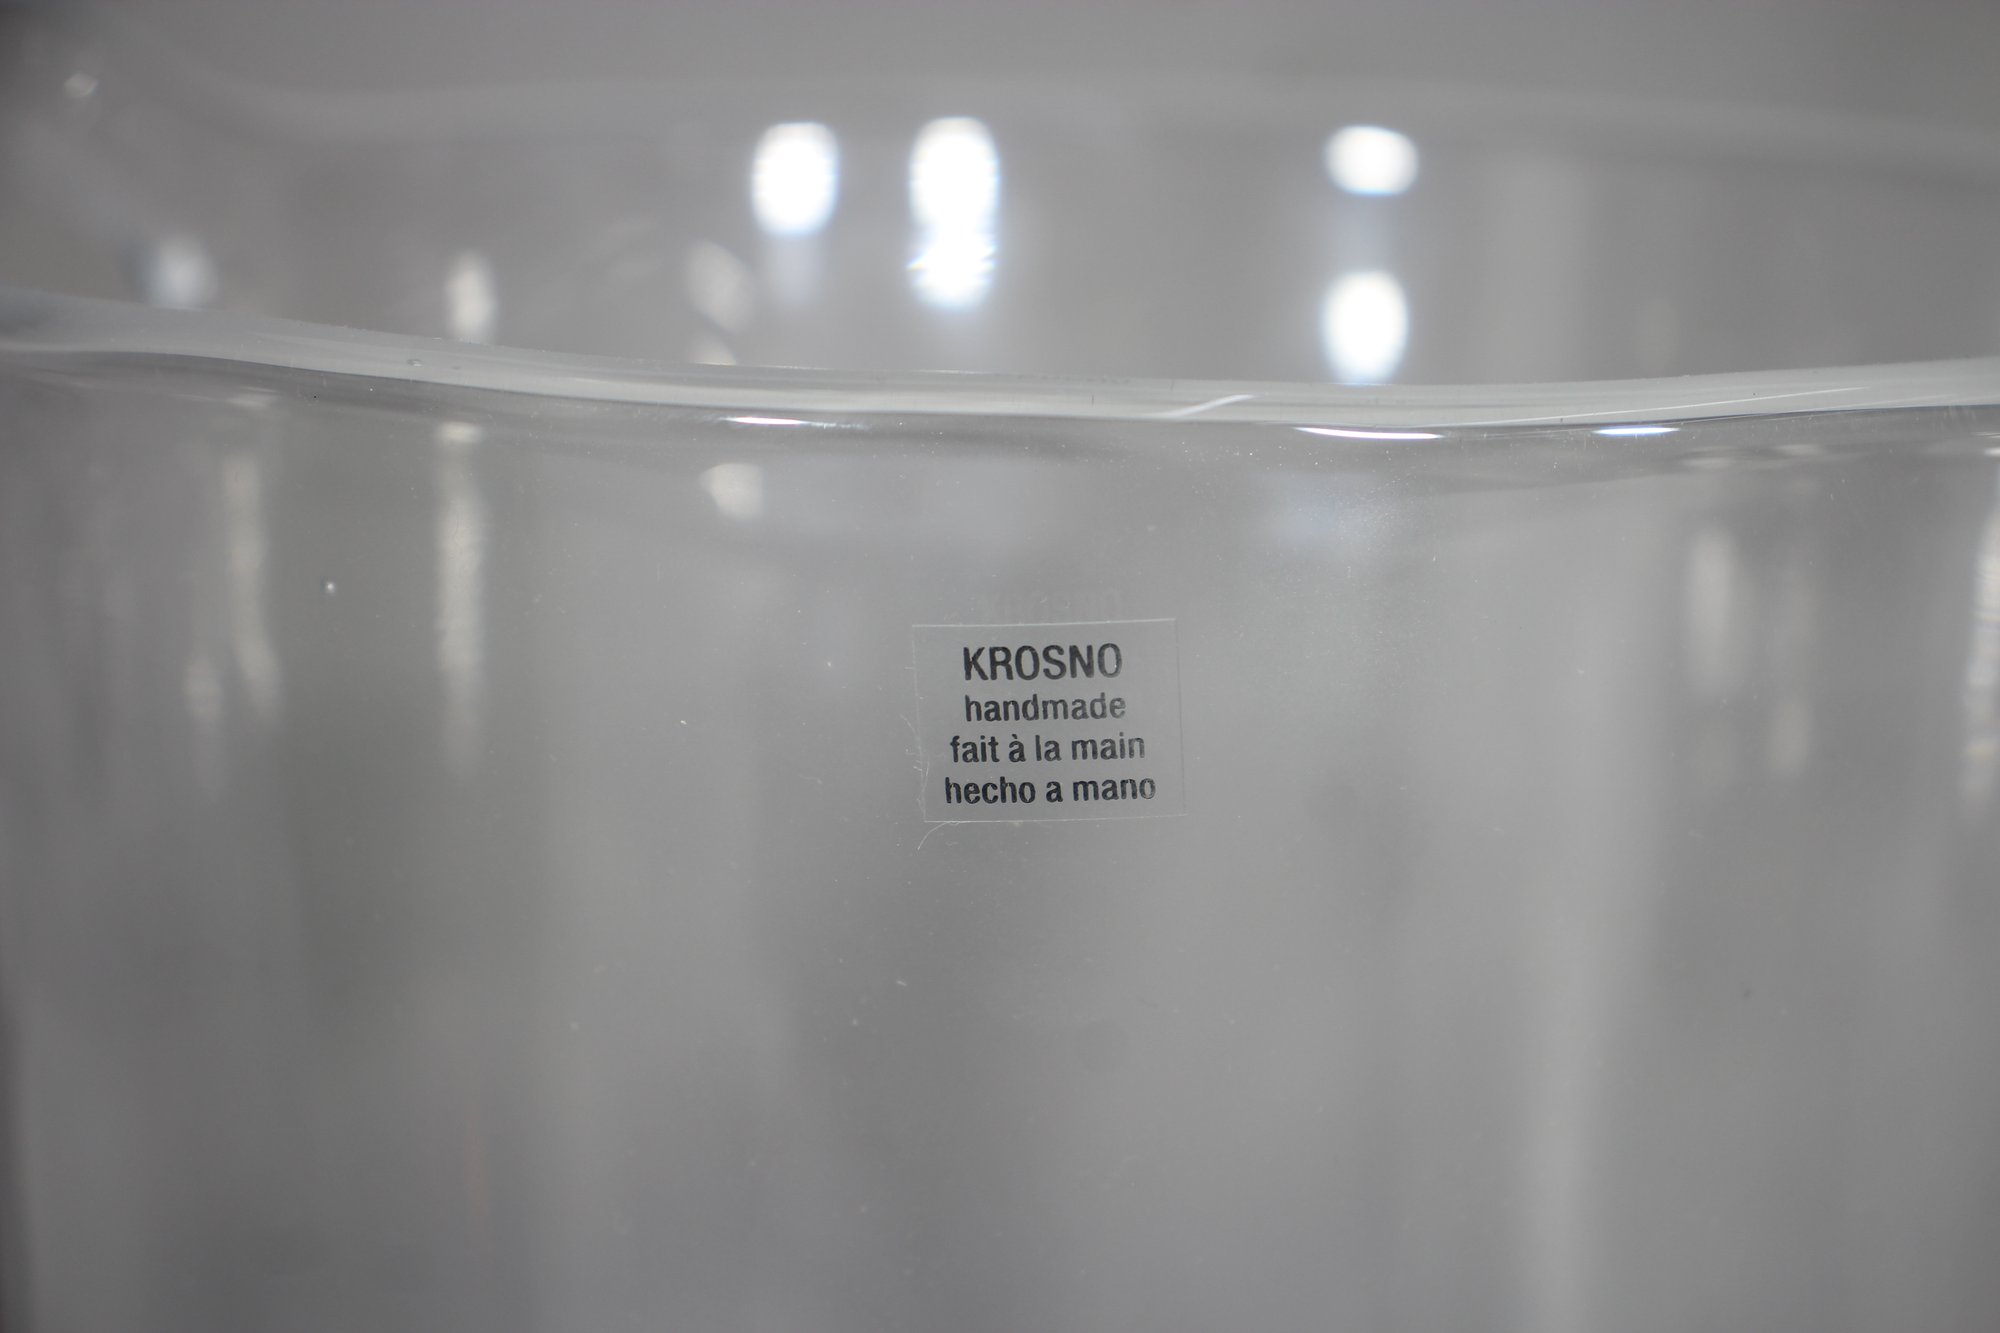 KROSNO
handmade
fait à la main
hecho a mano